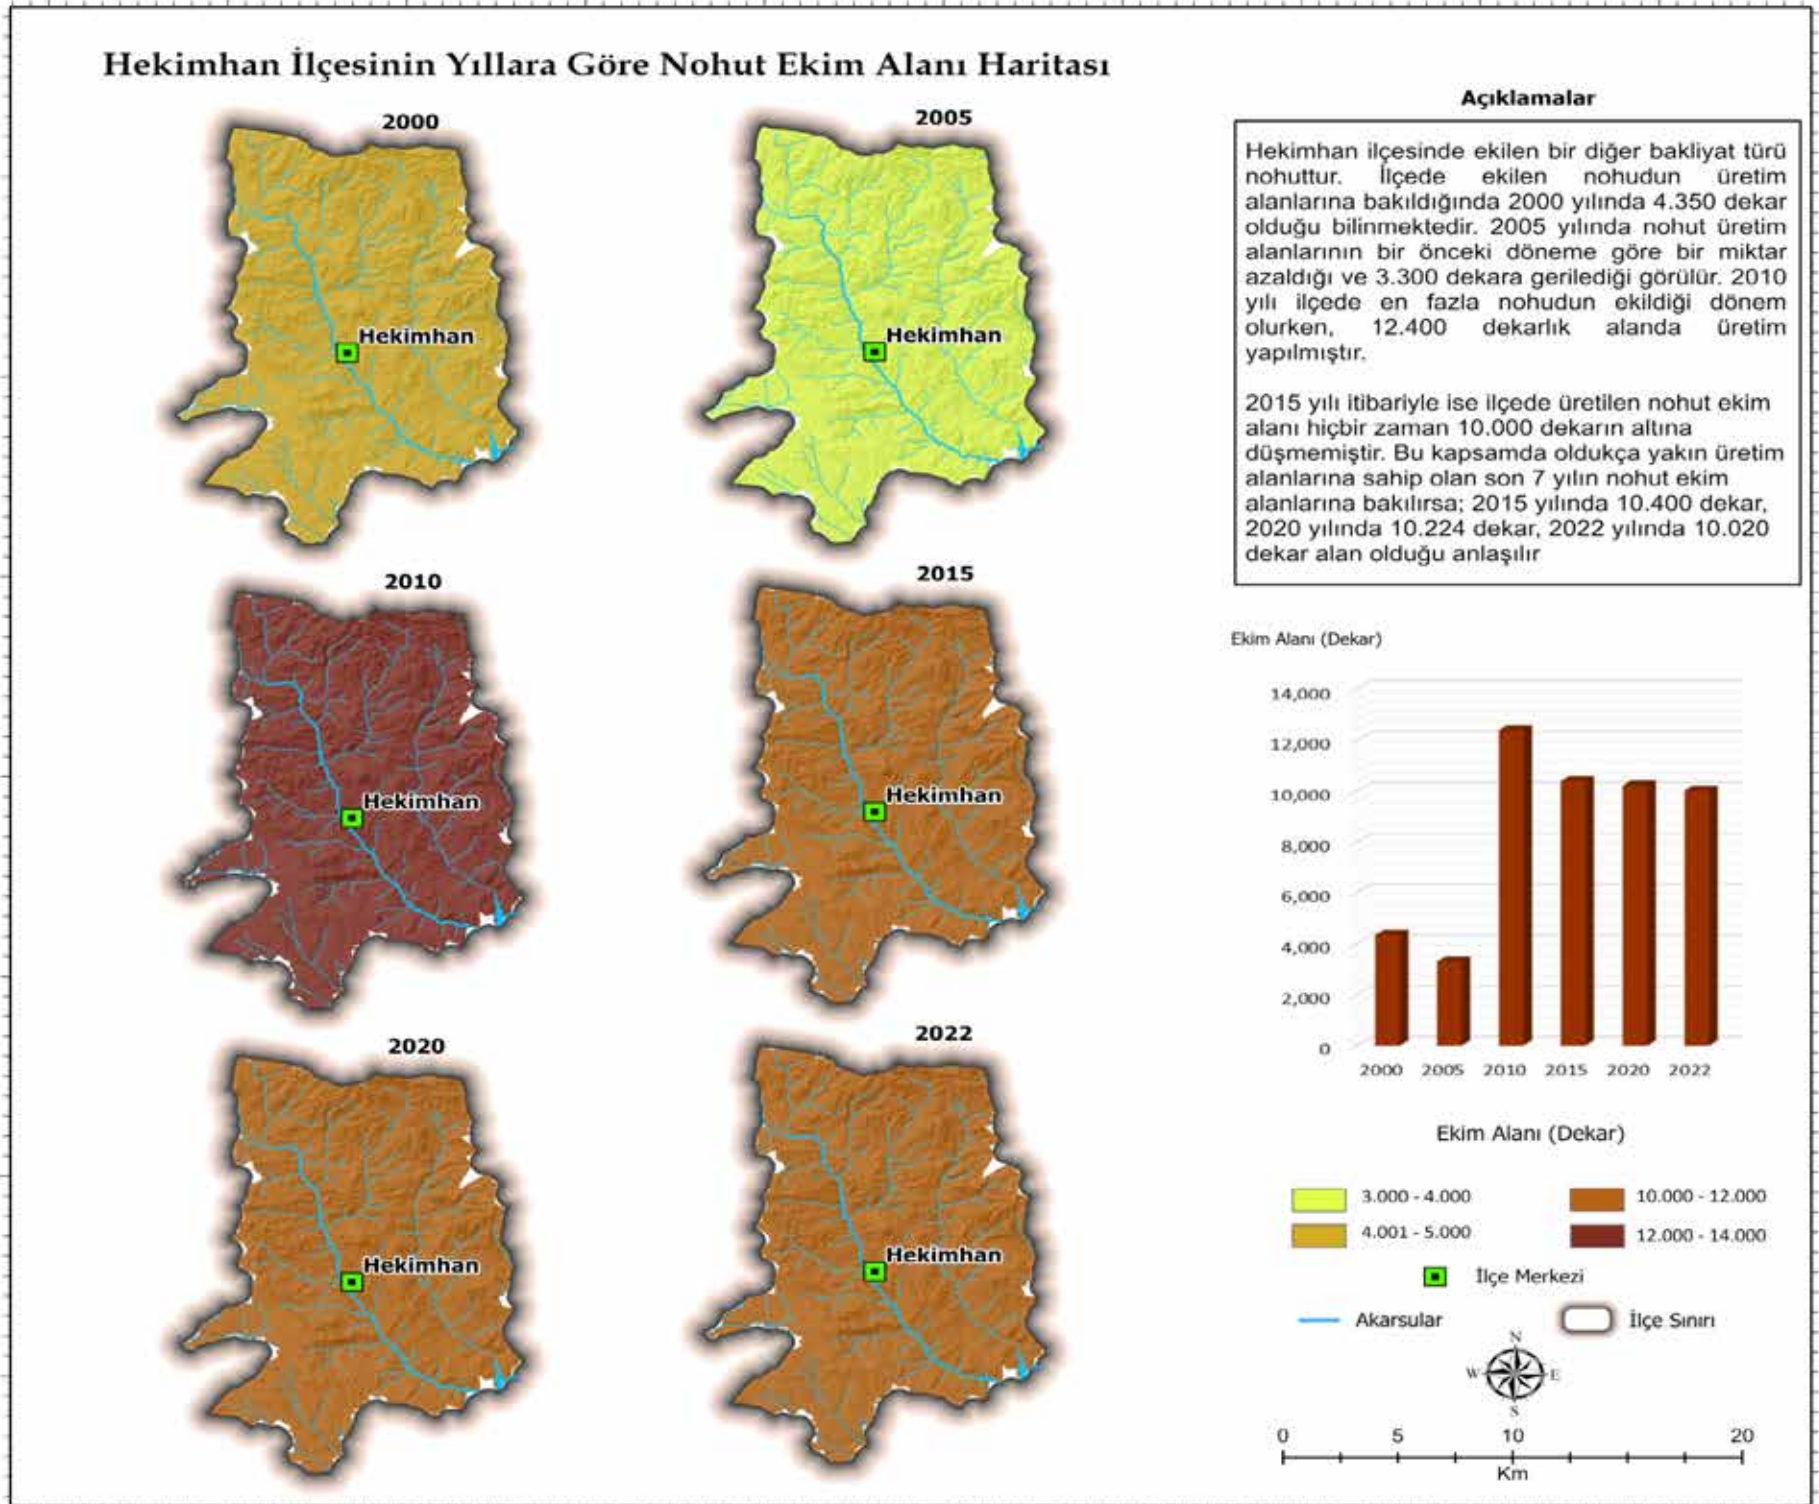 Hekimhan İlçesinin Yıllara Göre Nohut Ekim Alanı Haritası
2000
Hekimhan
2005
Hekimhan
2010
Hekimhan
2015
Hekimhan
2020
Hekimhan
2022
Hekimhan
Açıklamalar
Hekimhan ilçesinde ekilen bir diğer bakliyat türü
nohuttur. İlçede ekilen nohudun üretim
alanlarına bakıldığında 2000 yılında 4.350 dekar
olduğu bilinmektedir. 2005 yılında nohut üretim
alanlarının bir önceki döneme göre bir miktar
azaldığı ve 3.300 dekara gerilediği görülür. 2010
yılı ilçede en fazla nohudun ekildiği dönem
olurken, 12.400 dekarlık alanda üretim
yapılmıştır.
2015 yılı itibariyle ise ilçede üretilen nohut ekim
alanı hiçbir zaman 10.000 dekarın altına
düşmemiştir. Bu kapsamda oldukça yakın üretim
alanlarına sahip olan son 7 yılın nohut ekim
alanlarına bakılırsa; 2015 yılında 10.400 dekar,
2020 yılında 10.224 dekar, 2022 yılında 10.020
dekar alan olduğu anlaşılır
Ekim Alanı (Dekar)
14,000
12,000
10,000
8,000
6,000
4,000
2,000
0
2000 2005 2010 2015 2020 2022
Ekim Alanı (Dekar)
3.000 - 4.000
10.000 - 12.000
4.001 - 5.000
12.000 - 14.000
İlçe Merkezi
Akarsular
İlçe Sınırı
N
W E
S
0 5 10 20
Km